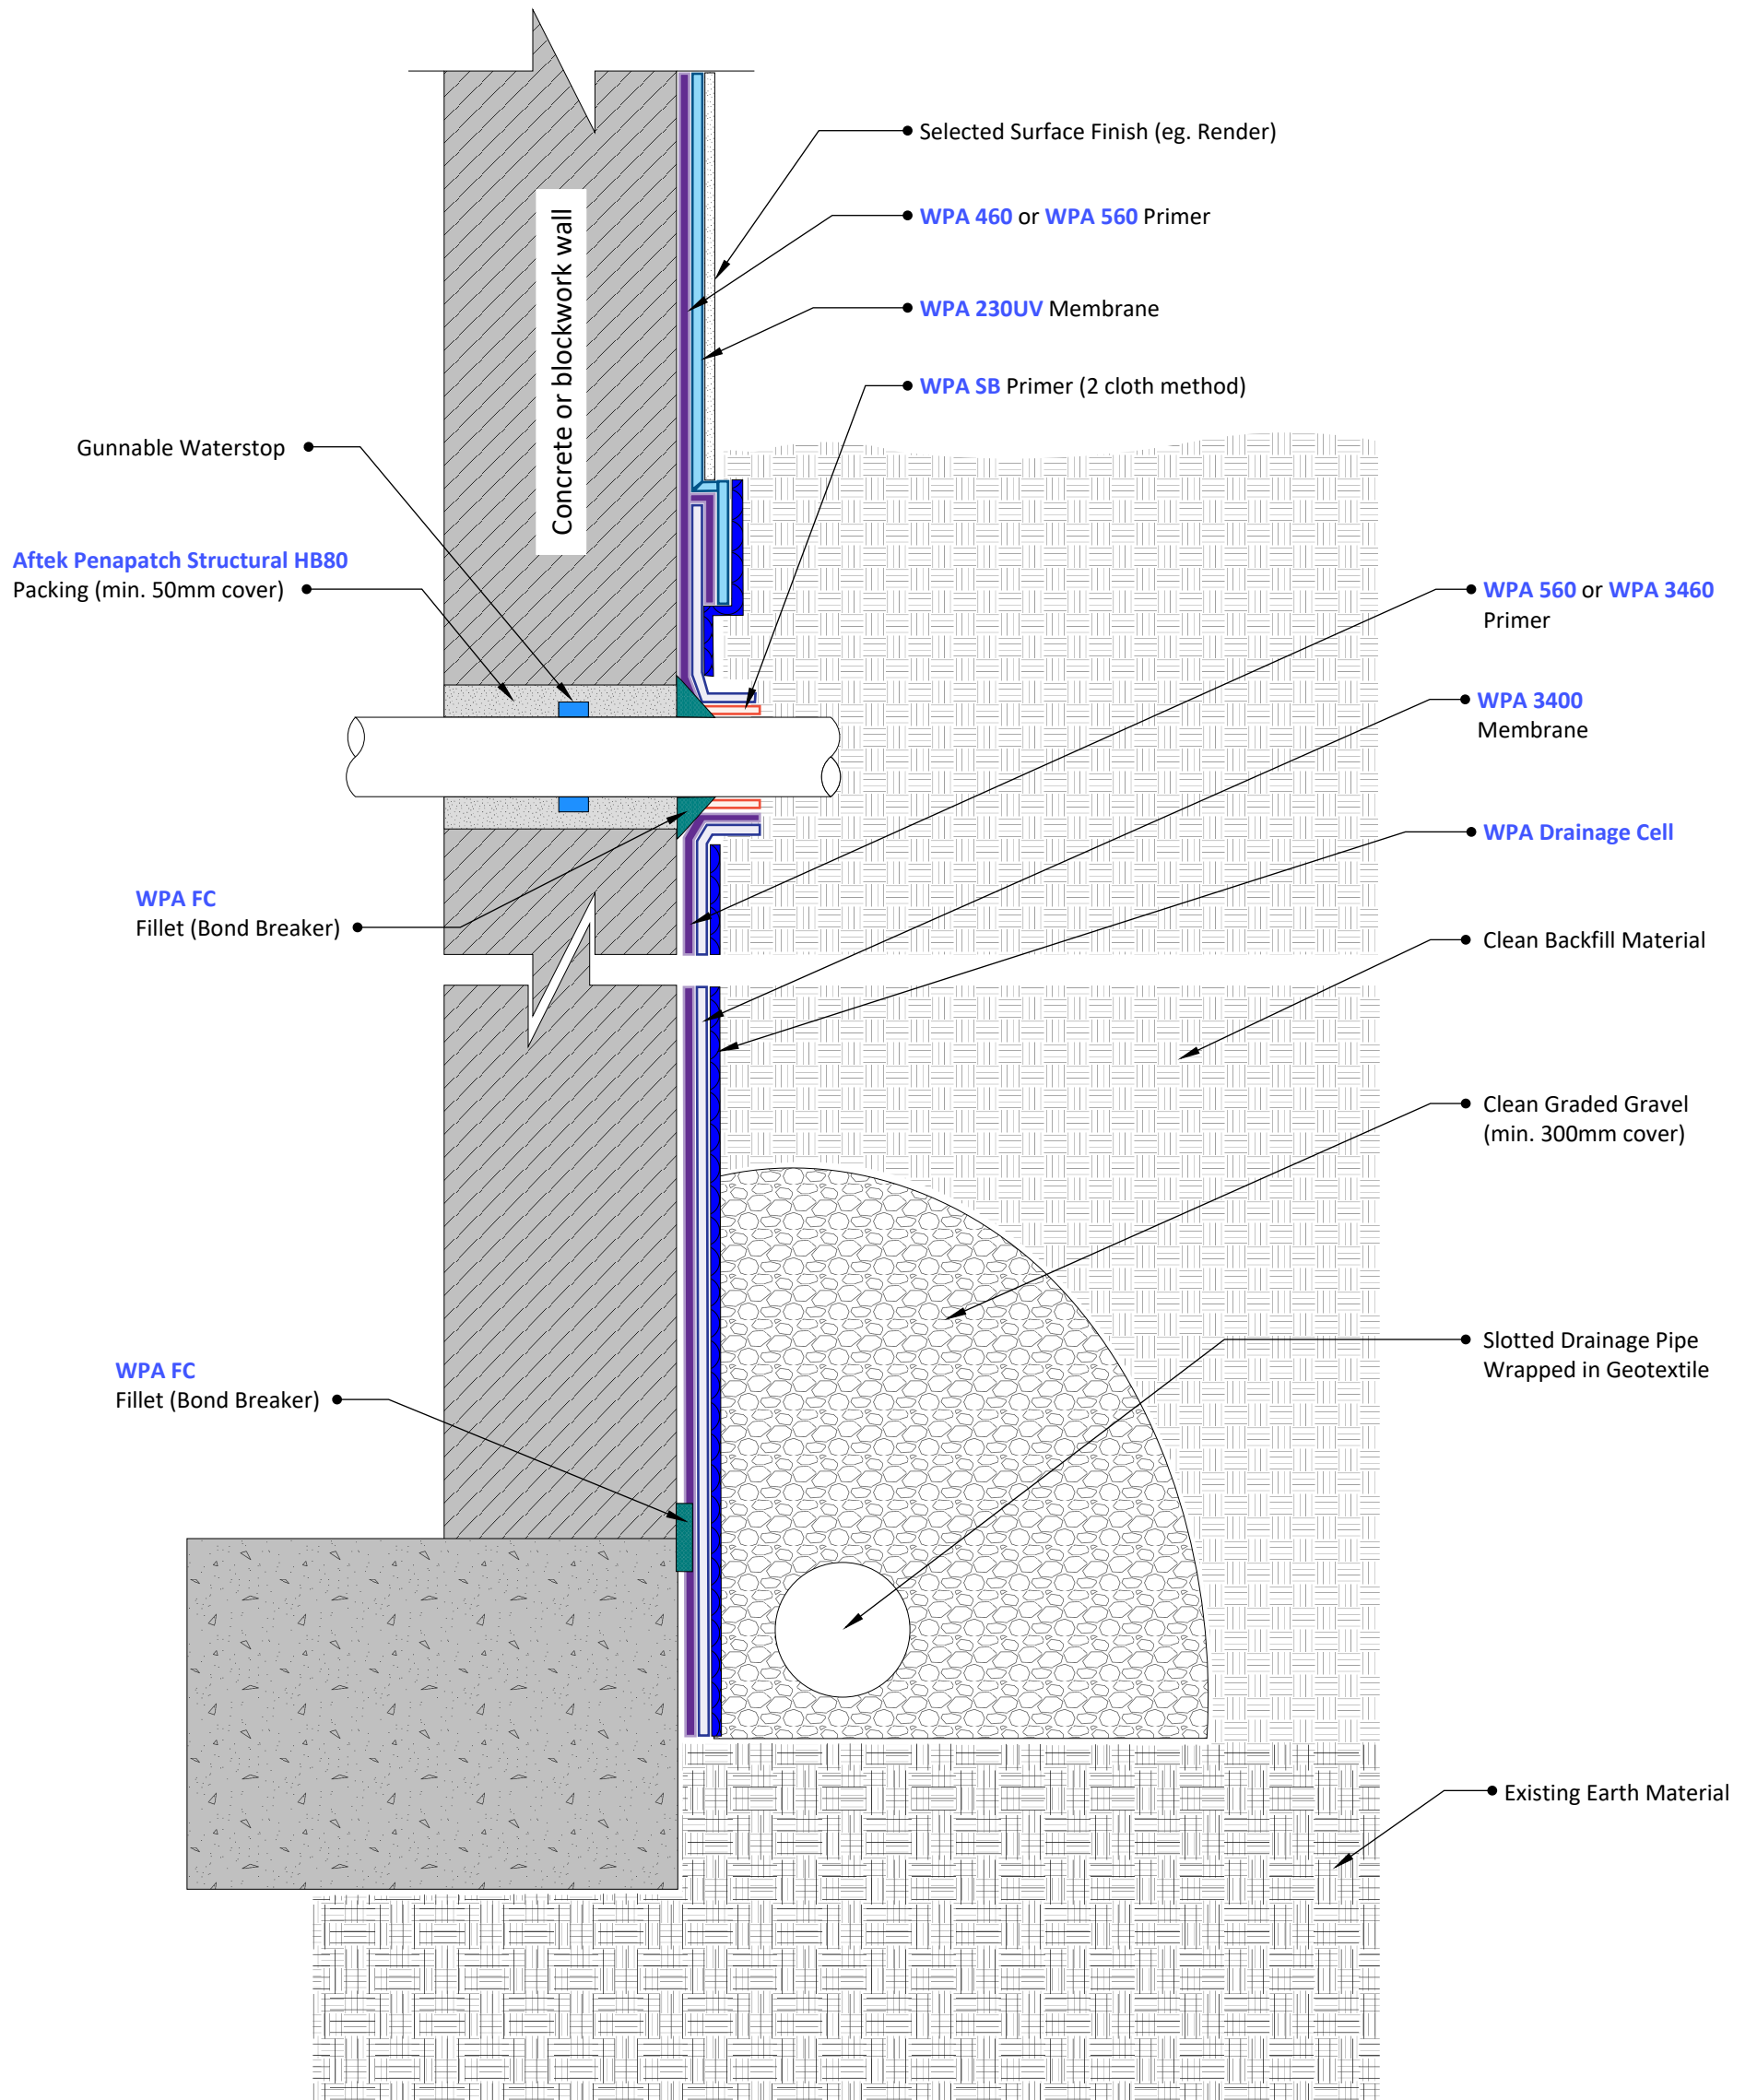 Selected Surface Finish (eg. Render)
WPA 460 or WPA 560 Primer
WPA 230UV Membrane
WPA SB Primer (2 cloth method)
Concrete or blockwork wall
Gunnable Waterstop
Aftek Penapatch Structural HB80
Packing (min. 50mm cover)
WPA 560 or WPA 3460
Primer
WPA 3400
Membrane
WPA Drainage Cell
WPA FC
Fillet (Bond Breaker)
Clean Backfill Material
Clean Graded Gravel
(min. 300mm cover)
Slotted Drainage Pipe
Wrapped in Geotextile
WPA FC
Fillet (Bond Breaker)
Existing Earth Material